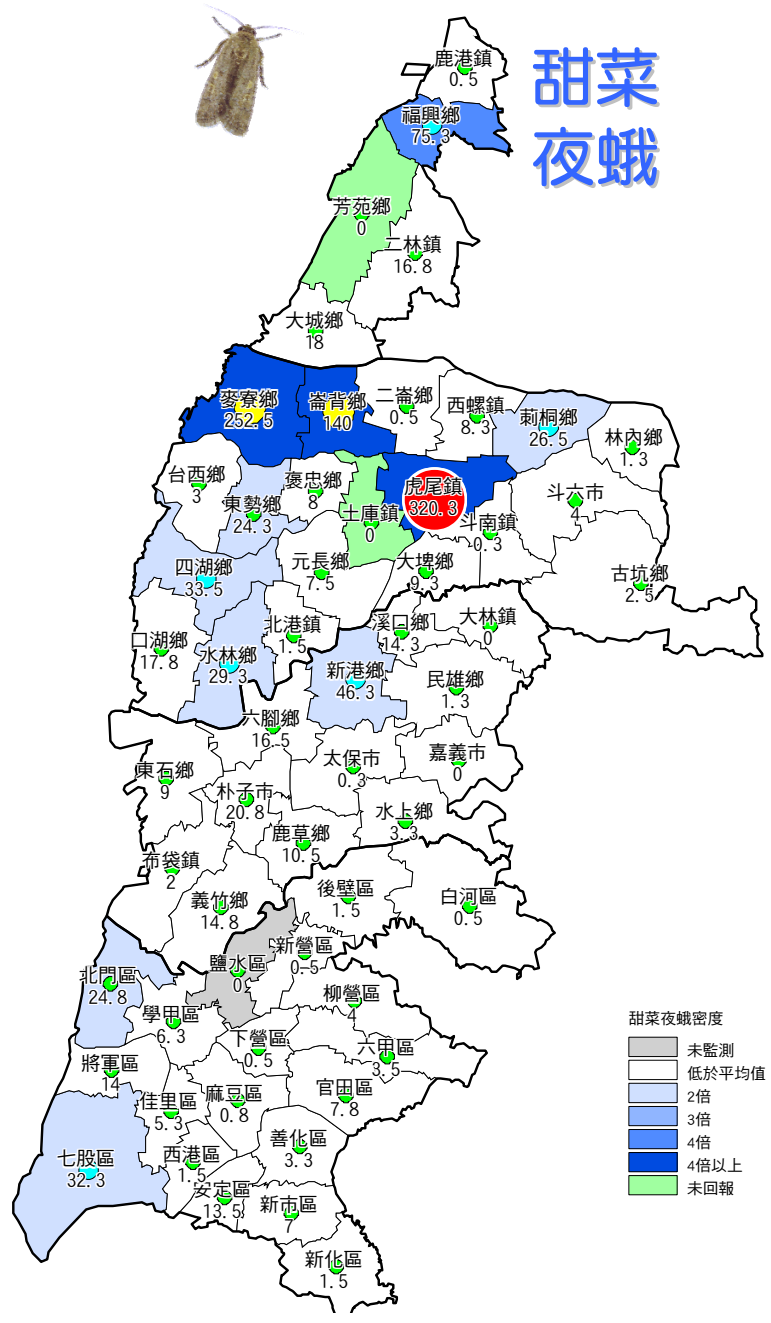 甜菜
夜蛾
鹿港鎮
0.5
福興鄉
75.3
芳苑鄉
0
二林鎮
16.8
大城鄉
18
麥寮鄉
252.5
崙背鄉
140
二崙鄉
0.5
西螺鎮
8.3
莿桐鄉
26.5
林內鄉
1.3
台西鄉
3
東勢鄉
24.3
褒忠鄉
8
土庫鎮
0
虎尾鎮
320.3
斗南鎮
0.3
斗六市
4
古坑鄉
2.5
四湖鄉
33.5
元長鄉
7.5
大埤鄉
9.3
口湖鄉
17.8
水林鄉
29.3
北港鎮
1.5
新港鄉
46.3
溪口鄉
14.3
大林鎮
0
民雄鄉
1.3
六腳鄉
16.5
東石鄉
9
朴子市
20.8
太保市
0.3
嘉義市
0
水上鄉
3.3
鹿草鄉
10.5
布袋鎮
2
義竹鄉
14.8
後壁區
1.5
白河區
0.5
鹽水區
0
新營區
0.5
北門區
24.8
學甲區
6.3
柳營區
4
下營區
0.5
六甲區
3.5
將軍區
14
佳里區
5.3
麻豆區
0.8
官田區
7.8
七股區
32.3
西港區
1.5
善化區
3.3
安定區
13.5
新市區
7
新化區
1.5
甜菜夜蛾密度
未監測
低於平均值
2倍
3倍
4倍
4倍以上
未回報